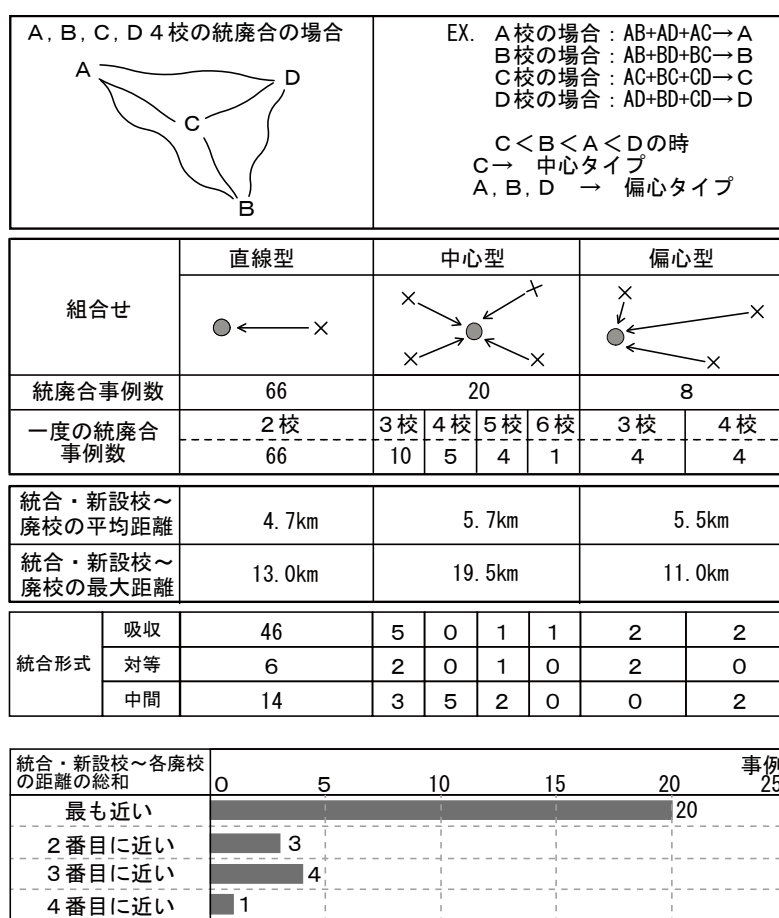 A,B,C,D4校の統廃合の場合
A
D
C
B
EX. A校の場合：AB+AD+AC→A
B校の場合：AB+BD+BC→B
C校の場合：AC+BC+CD→C
D校の場合：AD+BD+CD→D
C＜B＜A＜Dの時
C→ 中心タイプ
A,B,D → 偏心タイプ
組合せ 直線型 中心型 偏心型
統廃合事例数 66 20 8
一度の統廃合
事例数
2校 3校 4校 5校 6校 3校 4校
66 10 5 4 1 4 4
統合・新設校～
廃校の平均距離
4.7km 5.7km 5.5km
統合・新設校～
廃校の最大距離
13.0km 19.5km 11.0km
統合形式
吸収 46 5 0 1 1 2 2
対等 6 2 0 1 0 2 0
中間 14 3 5 2 0 0 2
統合・新設校～各廃校
の距離の総和
事例
0 5 10 15 20 25
最も近い 20
2番目に近い 3
3番目に近い 4
4番目に近い 1